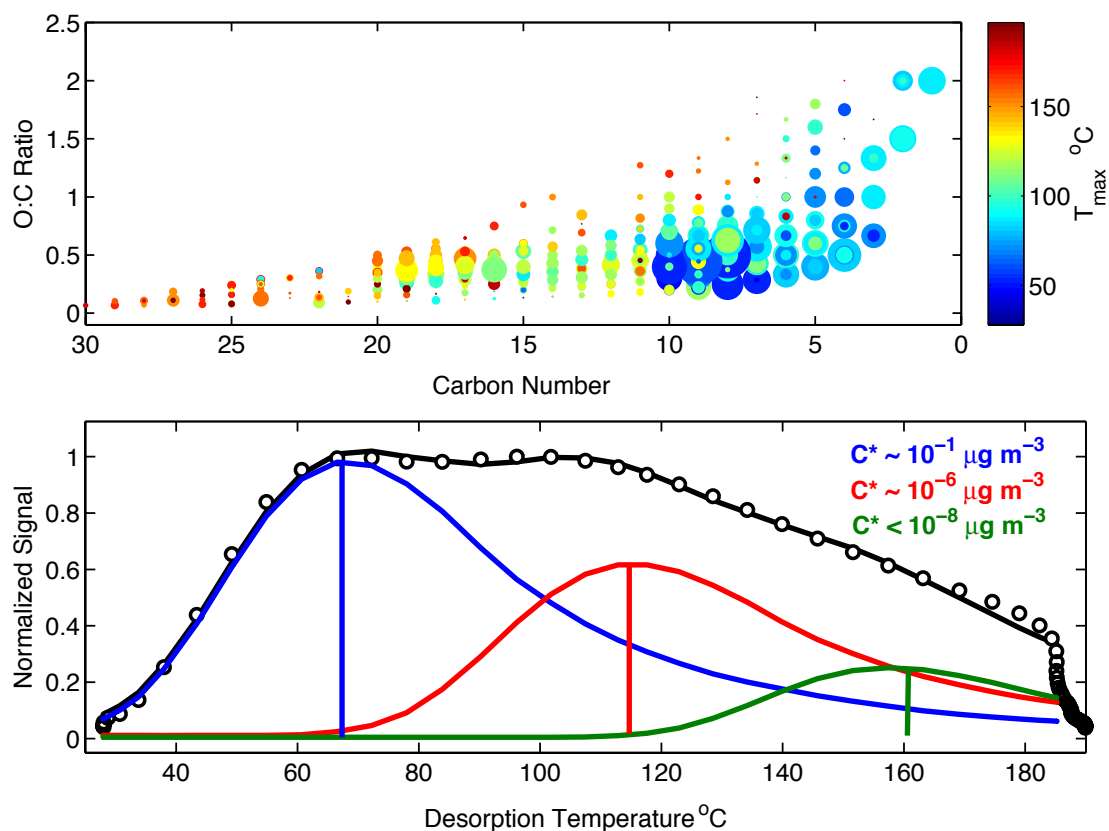 2.5
2
1.5
1
0.5
0
O:C Ratio
30 25 20 15 10 5 0
Carbon Number
150
100
50
T_max °C
1
0.8
0.6
0.4
0.2
0
Normalized Signal
C* ~ 10⁻¹ μg m⁻³
C* ~ 10⁻⁶ μg m⁻³
C* < 10⁻⁸ μg m⁻³
40 60 80 100 120 140 160 180
Desorption Temperature °C